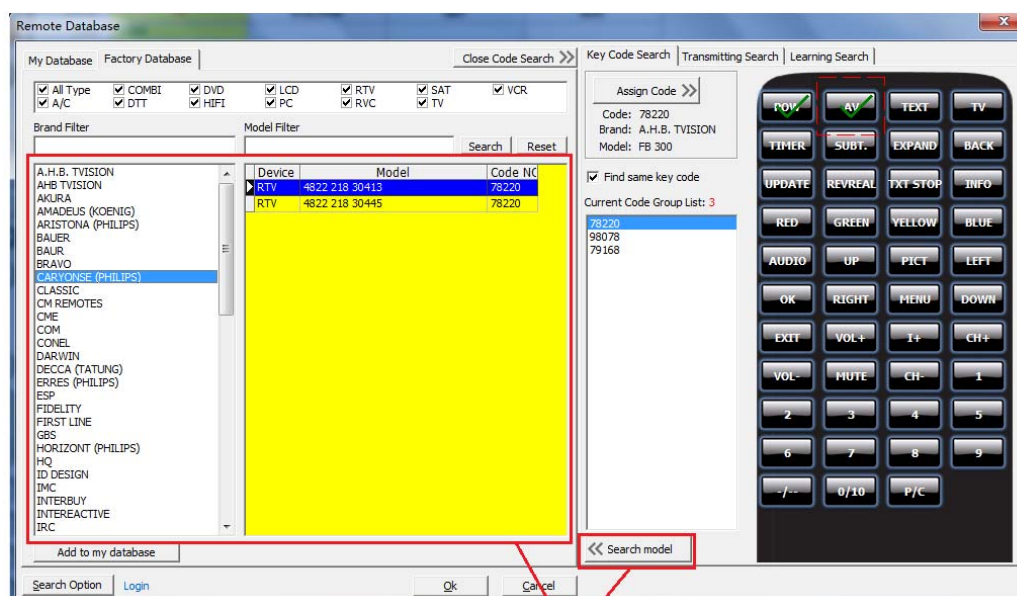 Remote Database
My Database Factory Database Close Code Search >>
All Type COMBI DVD LCD RTV SAT VCR
A/C DTT HIFI PC RVC TV
Brand Filter Model Filter
Search Reset
A.H.B. TVISION
AHB TVISION
AKURA
AMADEUS (KOENIG)
ARISTONA (PHILIPS)
BAUER
BAUR
BRAVO
CARYONSE (PHILIPS)
CLASSIC
CM REMOTES
CME
COM
CONEL
DARWIN
DECCA (TATUNG)
ERRES (PHILIPS)
ESP
FIDELITY
FIRST LINE
GBS
HORIZONT (PHILIPS)
HQ
ID DESIGN
IMC
INTERBUY
INTEREACTIVE
IRC
Device Model Code NC
RTV 4822 218 30413 78220
RTV 4822 218 30445 78220
Add to my database
Search Option Login Ok Cancel
Key Code Search Transmitting Search Learning Search
Assign Code >>
Code: 78220
Brand: A.H.B. TVISION
Model: FB 300
Find same key code
Current Code Group List: 3
78220
98078
79168
<< Search model
POW AV TEXT TV
TIMER SUBT. EXPAND BACK
UPDATE REVREAL TXT STOP INFO
RED GREEN YELLOW BLUE
AUDIO UP PICT LEFT
OK RIGHT MENU DOWN
EXIT VOL+ I+ CH+
VOL- MUTE CH- 1
2 3 4 5
6 7 8 9
-/-- 0/10 P/C